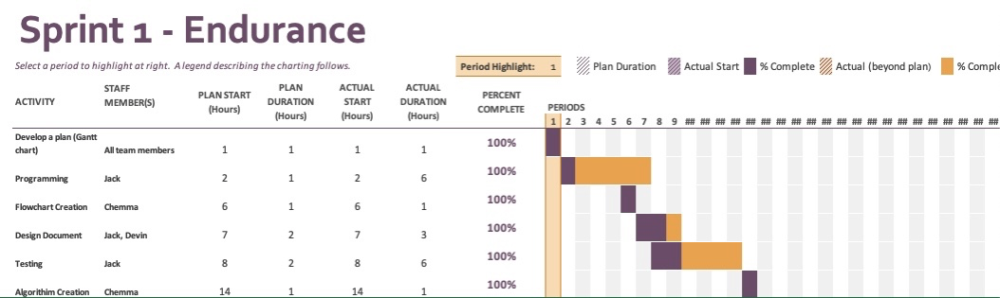 Sprint 1 - Endurance
Select a period to highlight at right. A legend describing the charting follows.
Period Highlight: 1
Plan Duration
Actual Start
% Complete
Actual (beyond plan)
% Comple
ACTIVITY
STAFF
MEMBER(S)
PLAN START
(Hours)
PLAN
DURATION
(Hours)
ACTUAL
START
(Hours)
ACTUAL
DURATION
(Hours)
PERCENT
COMPLETE
PERIODS
1 2 3 4 5 6 7 8 9 ## ## ## ## ## ## ## ## ## ## ## ## ## ## ## ## ## ## ## ## ##
Develop a plan (Gantt
chart) All team members 1 1 1 1 100%
Programming Jack 2 1 2 6 100%
Flowchart Creation Chemma 6 1 6 1 100%
Design Document Jack, Devin 7 2 7 3 100%
Testing Jack 8 2 8 6 100%
Algorithim Creation Chemma 14 1 14 1 100%